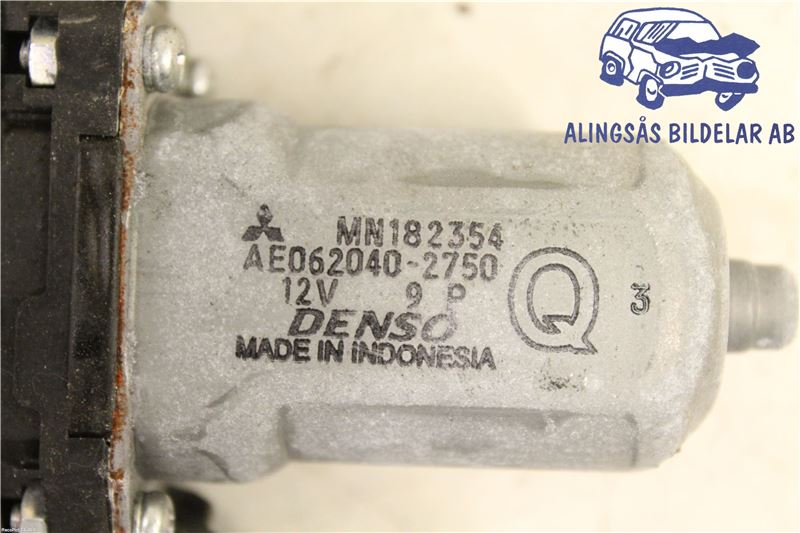 ALINGSÅS BILDELAR AB
MN182354
AE062040-2750
12V 9 P
DENSO
MADE IN INDONESIA
Q
3